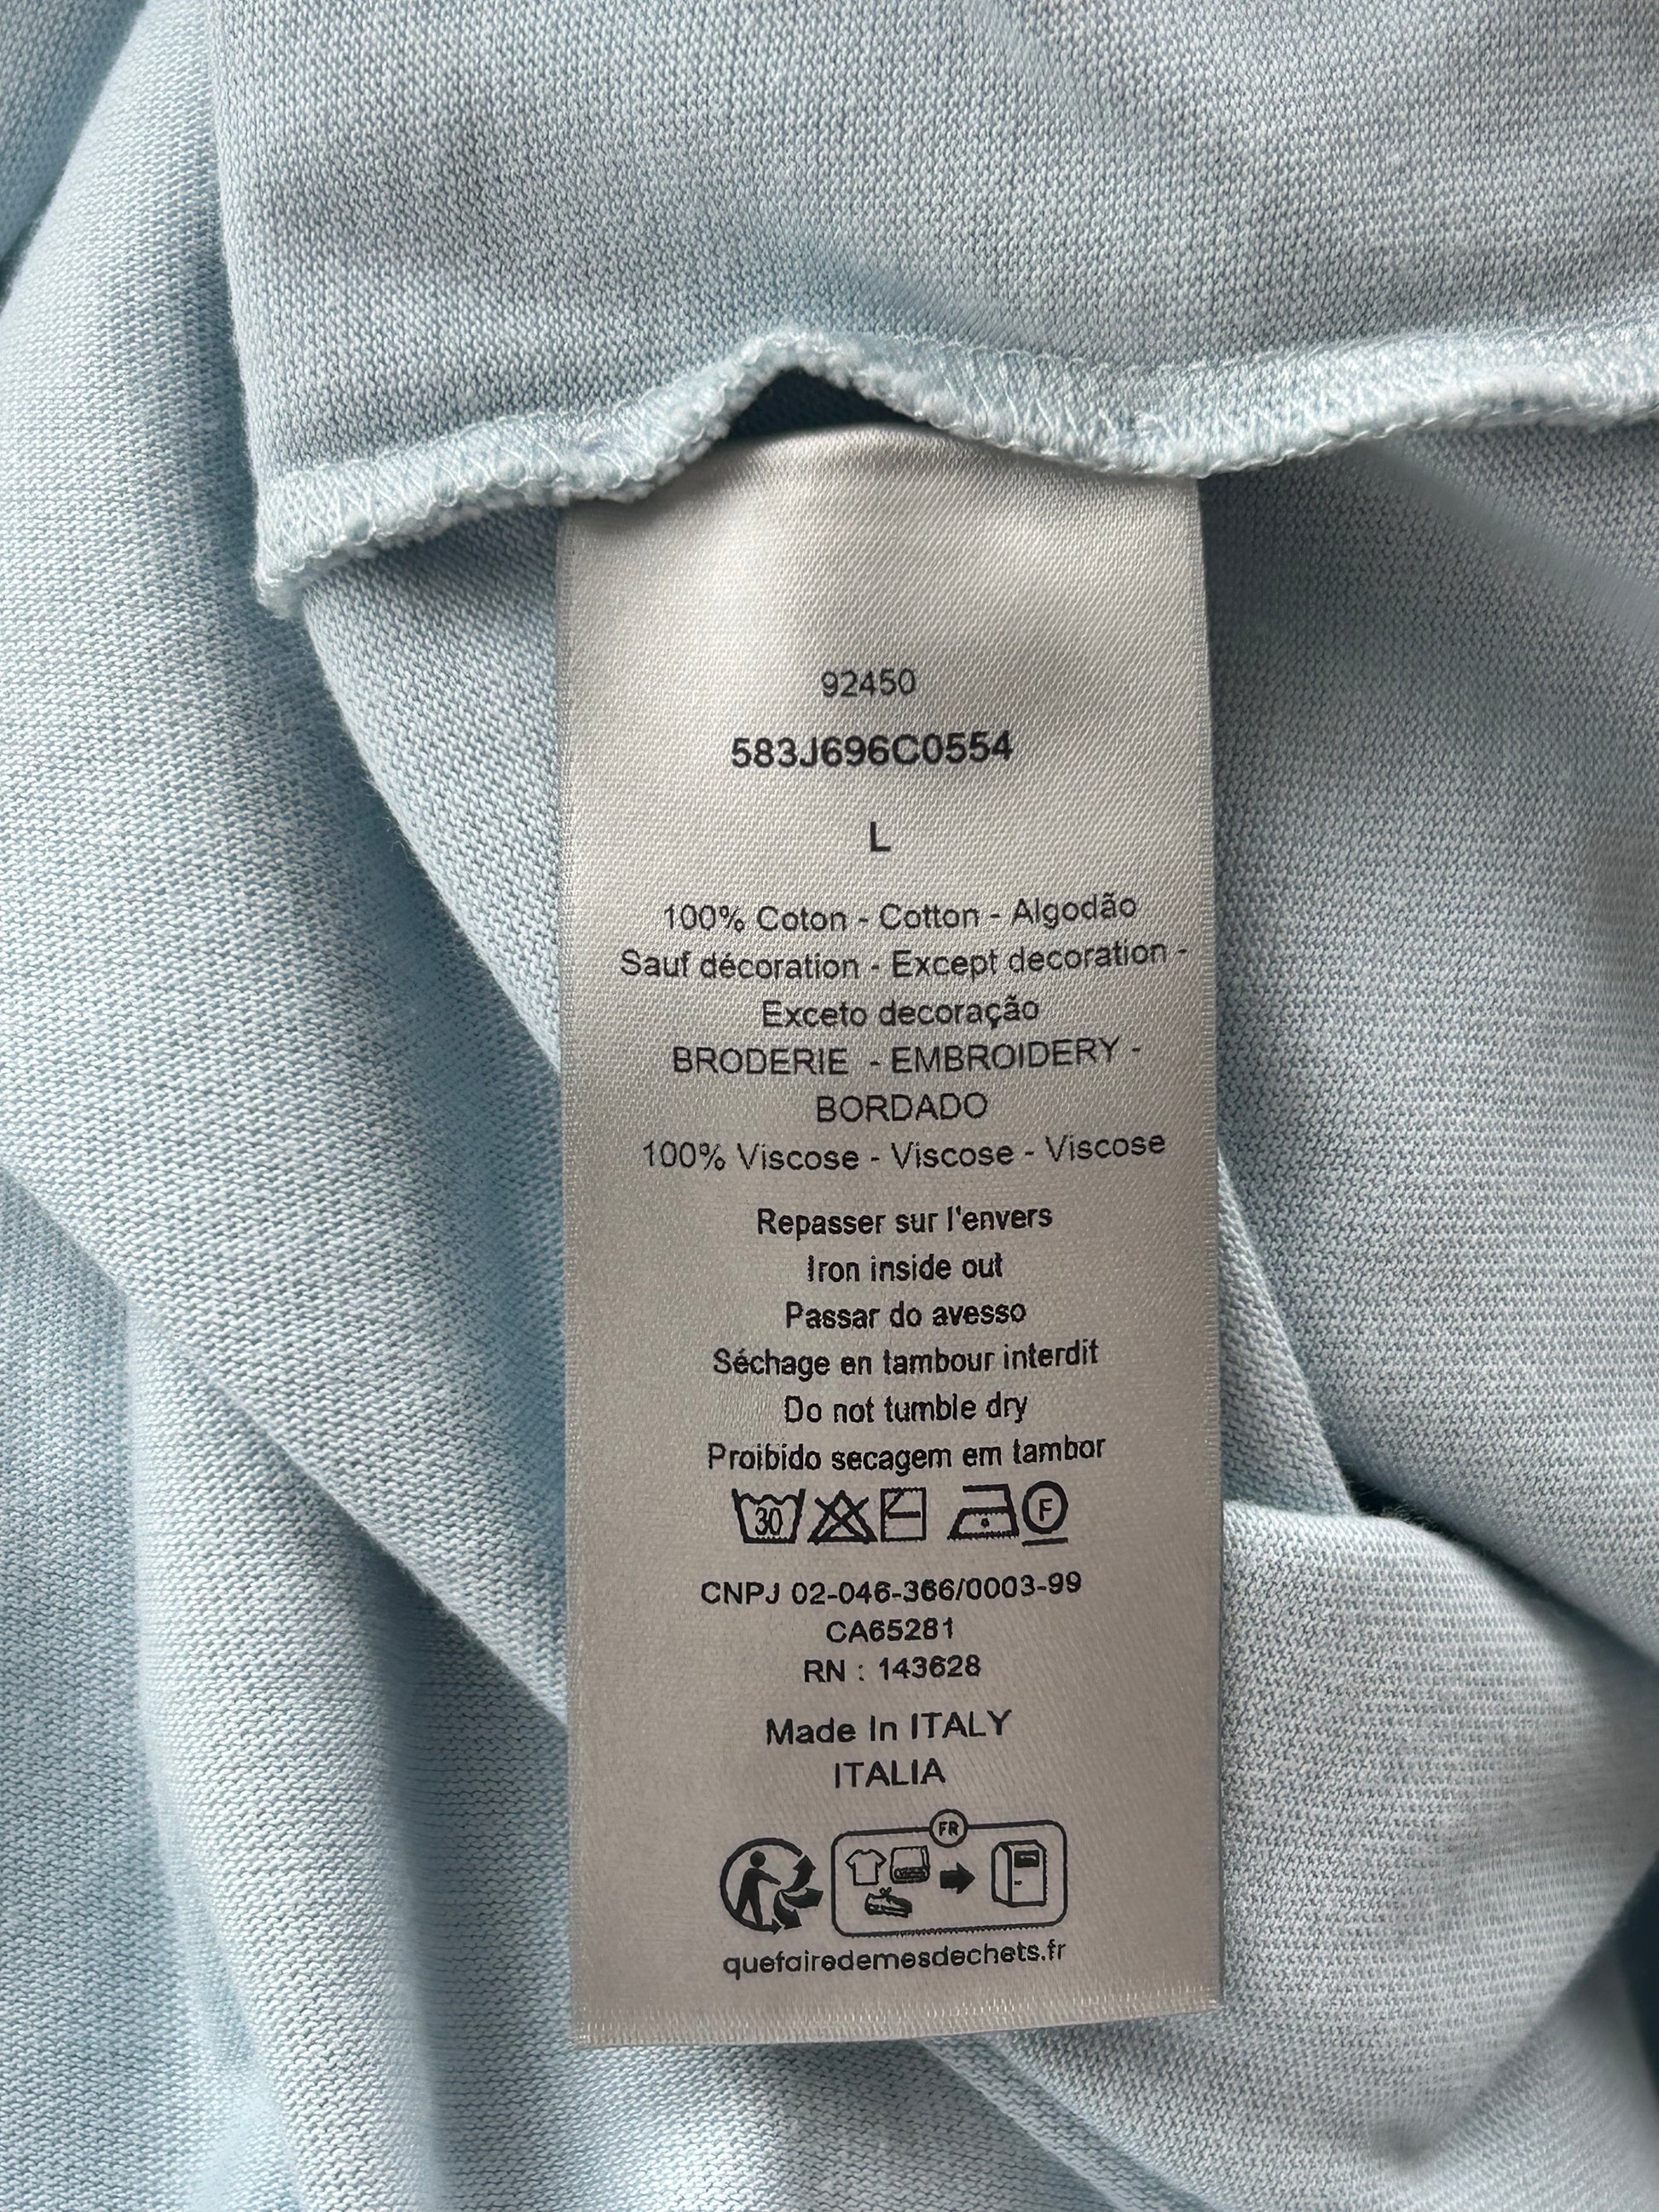 92450
583J696C0554
L
100% Coton - Cotton - Algodão
Sauf décoration - Except decoration -
Exceto decoração
BRODERIE - EMBROIDERY -
BORDADO
100% Viscose - Viscose - Viscose
Repasser sur l'envers
Iron inside out
Passar do avesso
Séchage en tambour interdit
Do not tumble dry
Proibido secagem em tambor
30 F
CNPJ 02-046-366/0003-99
CA65281
RN : 143628
Made In ITALY
ITALIA
FR
quefairedemesdechets.fr